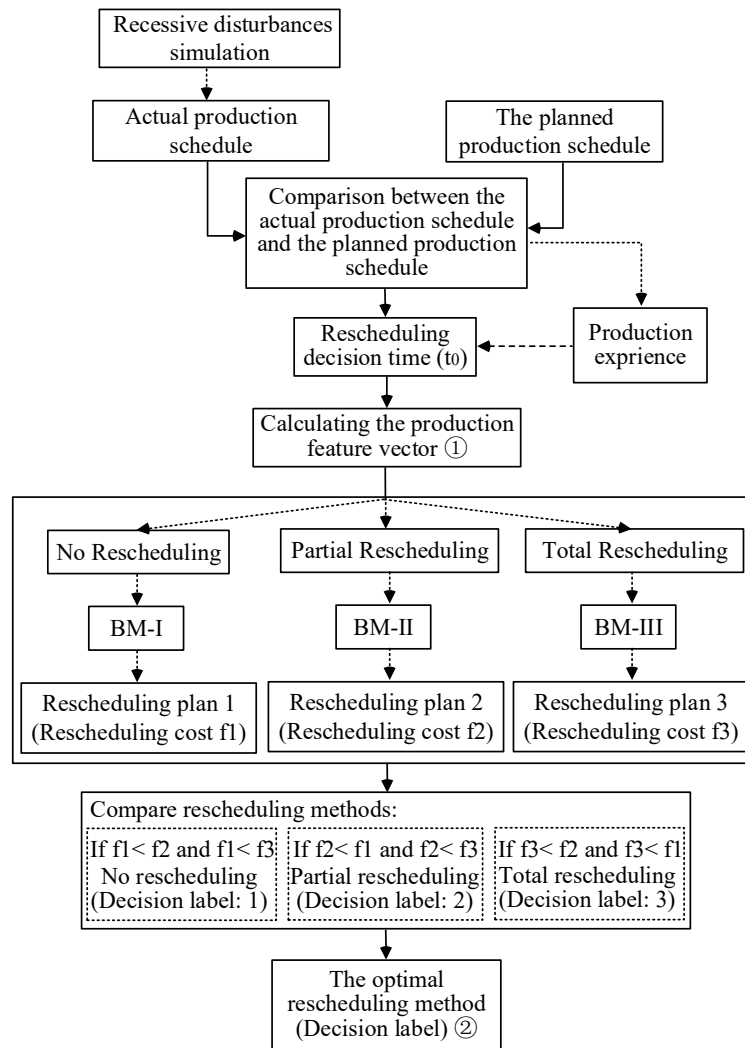 Recessive disturbances
simulation
Actual production
schedule
The planned
production schedule
Comparison between the
actual production schedule
and the planned production
schedule
Rescheduling
decision time (t0)
Production
exprience
Calculating the production
feature vector ①
No Rescheduling
Partial Rescheduling
Total Rescheduling
BM-I
BM-II
BM-III
Rescheduling plan 1
(Rescheduling cost f1)
Rescheduling plan 2
(Rescheduling cost f2)
Rescheduling plan 3
(Rescheduling cost f3)
Compare rescheduling methods:
If f1< f2 and f1< f3
No rescheduling
(Decision label: 1)
If f2< f1 and f2< f3
Partial rescheduling
(Decision label: 2)
If f3< f2 and f3< f1
Total rescheduling
(Decision label: 3)
The optimal
rescheduling method
(Decision label) ②